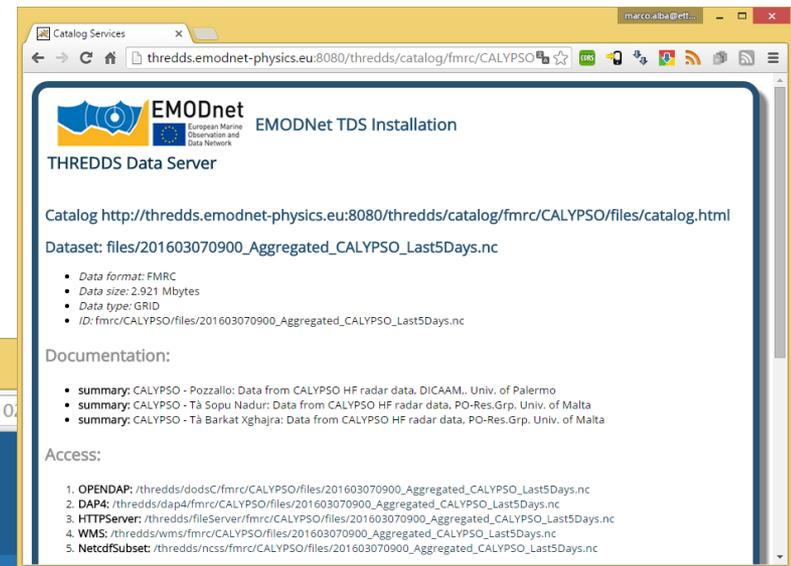 marco.alba@ett...
Catalog Services
thredds.emodnet-physics.eu:8080/thredds/catalog/fmrc/CALYPSO
CORS
EMODnet
European Marine
Observation and
Data Network
EMODNet TDS Installation
THREDDS Data Server
Catalog http://thredds.emodnet-physics.eu:8080/thredds/catalog/fmrc/CALYPSO/files/catalog.html
Dataset: files/201603070900_Aggregated_CALYPSO_Last5Days.nc
• Data format: FMRC
• Data size: 2.921 Mbytes
• Data type: GRID
• ID: fmrc/CALYPSO/files/201603070900_Aggregated_CALYPSO_Last5Days.nc
Documentation:
• summary: CALYPSO - Pozzallo: Data from CALYPSO HF radar data, DICAAM,. Univ. of Palermo
• summary: CALYPSO - Tà Sopu Nadur: Data from CALYPSO HF radar data, PO-Res.Grp. Univ. of Malta
• summary: CALYPSO - Tà Barkat Xghajra: Data from CALYPSO HF radar data, PO-Res.Grp. Univ. of Malta
Access:
1. OPENDAP: /thredds/dodsC/fmrc/CALYPSO/files/201603070900_Aggregated_CALYPSO_Last5Days.nc
2. DAP4: /thredds/dap4/fmrc/CALYPSO/files/201603070900_Aggregated_CALYPSO_Last5Days.nc
3. HTTPServer: /thredds/fileServer/fmrc/CALYPSO/files/201603070900_Aggregated_CALYPSO_Last5Days.nc
4. WMS: /thredds/wms/fmrc/CALYPSO/files/201603070900_Aggregated_CALYPSO_Last5Days.nc
5. NetcdfSubset: /thredds/ncss/fmrc/CALYPSO/files/201603070900_Aggregated_CALYPSO_Last5Days.nc